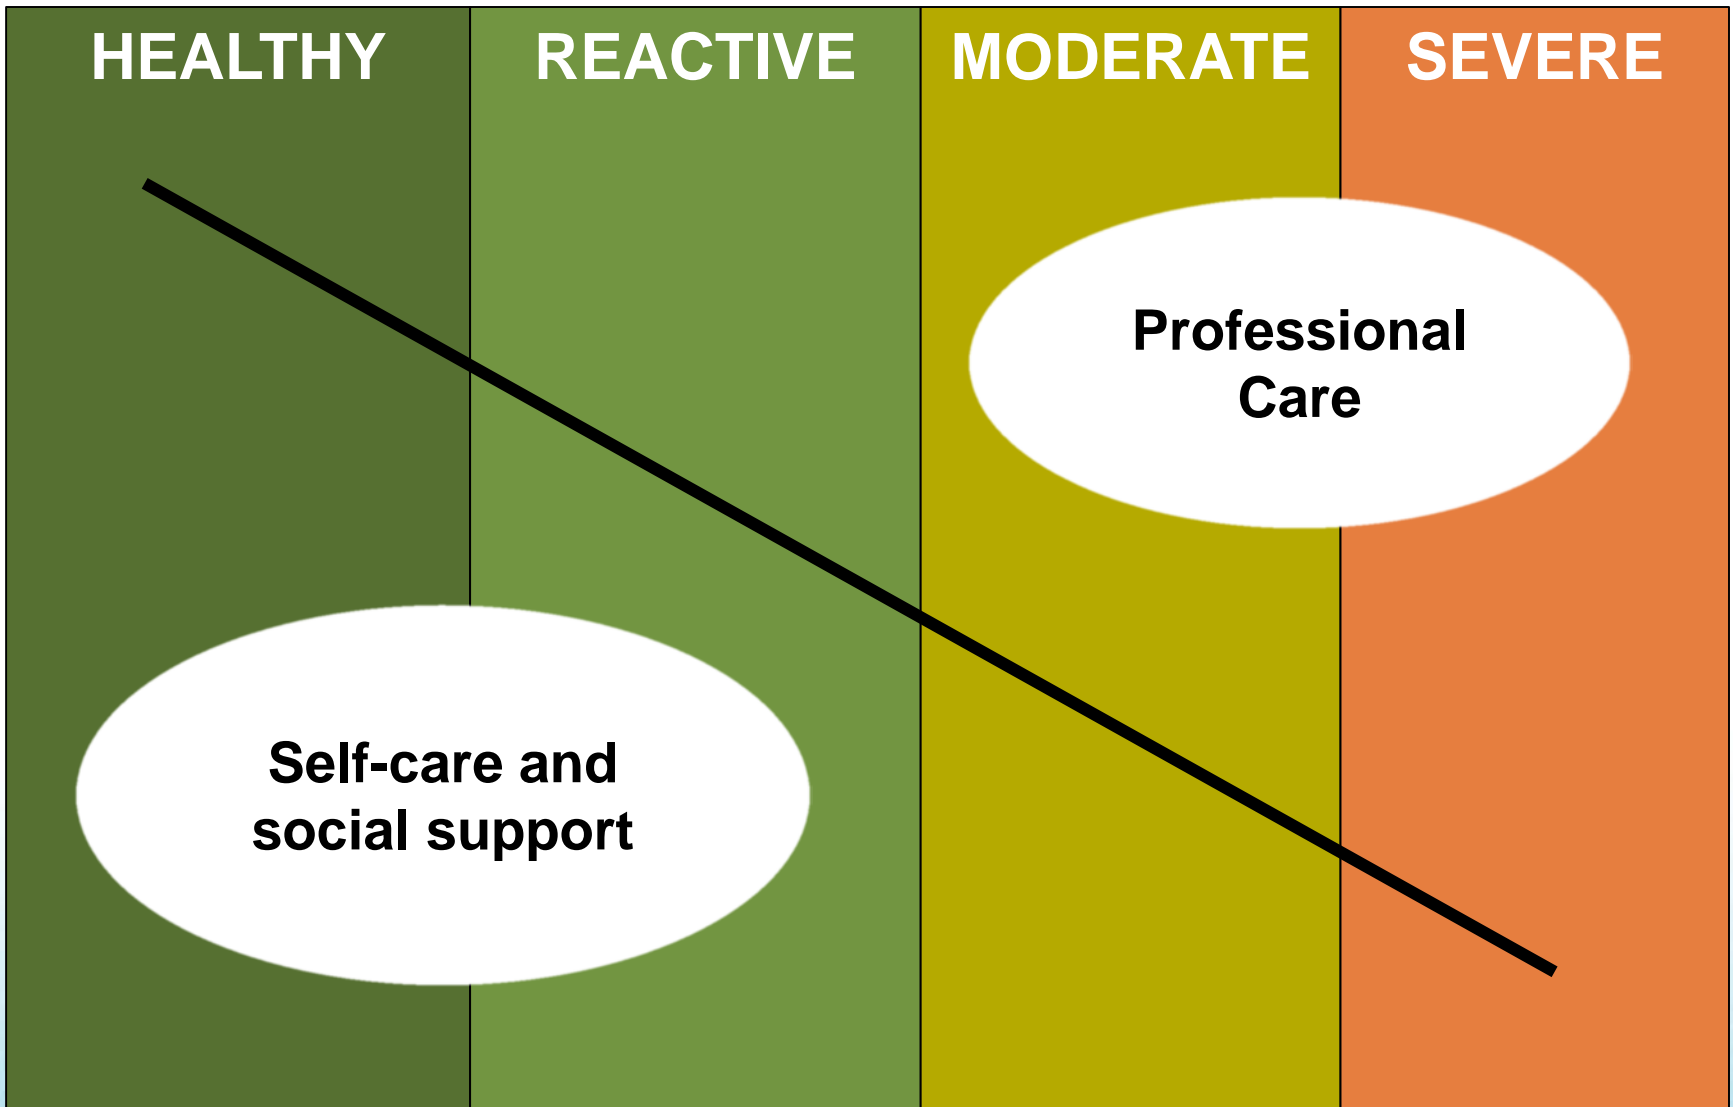 HEALTHY
REACTIVE
MODERATE
SEVERE
Professional
Care
Self-care and
social support